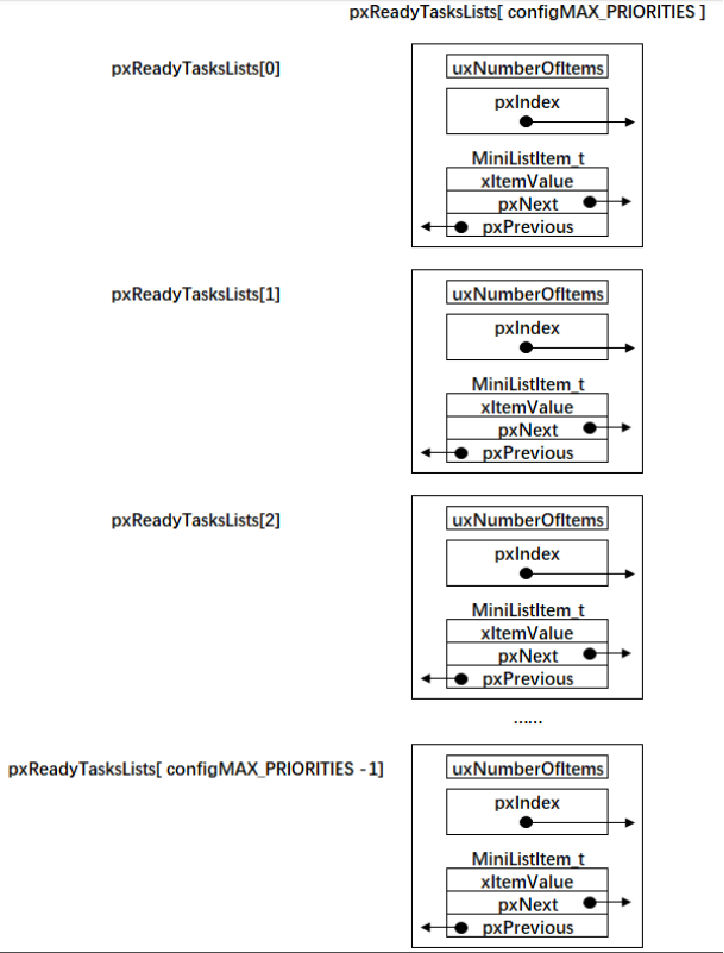 pxReadyTasksLists[ configMAX_PRIORITIES ]
pxReadyTasksLists[0]
uxNumberOfItems
pxIndex
MiniListItem_t
xItemValue
pxNext
pxPrevious
pxReadyTasksLists[1]
uxNumberOfItems
pxIndex
MiniListItem_t
xItemValue
pxNext
pxPrevious
pxReadyTasksLists[2]
uxNumberOfItems
pxIndex
MiniListItem_t
xItemValue
pxNext
pxPrevious
......
pxReadyTasksLists[ configMAX_PRIORITIES - 1]
uxNumberOfItems
pxIndex
MiniListItem_t
xItemValue
pxNext
pxPrevious